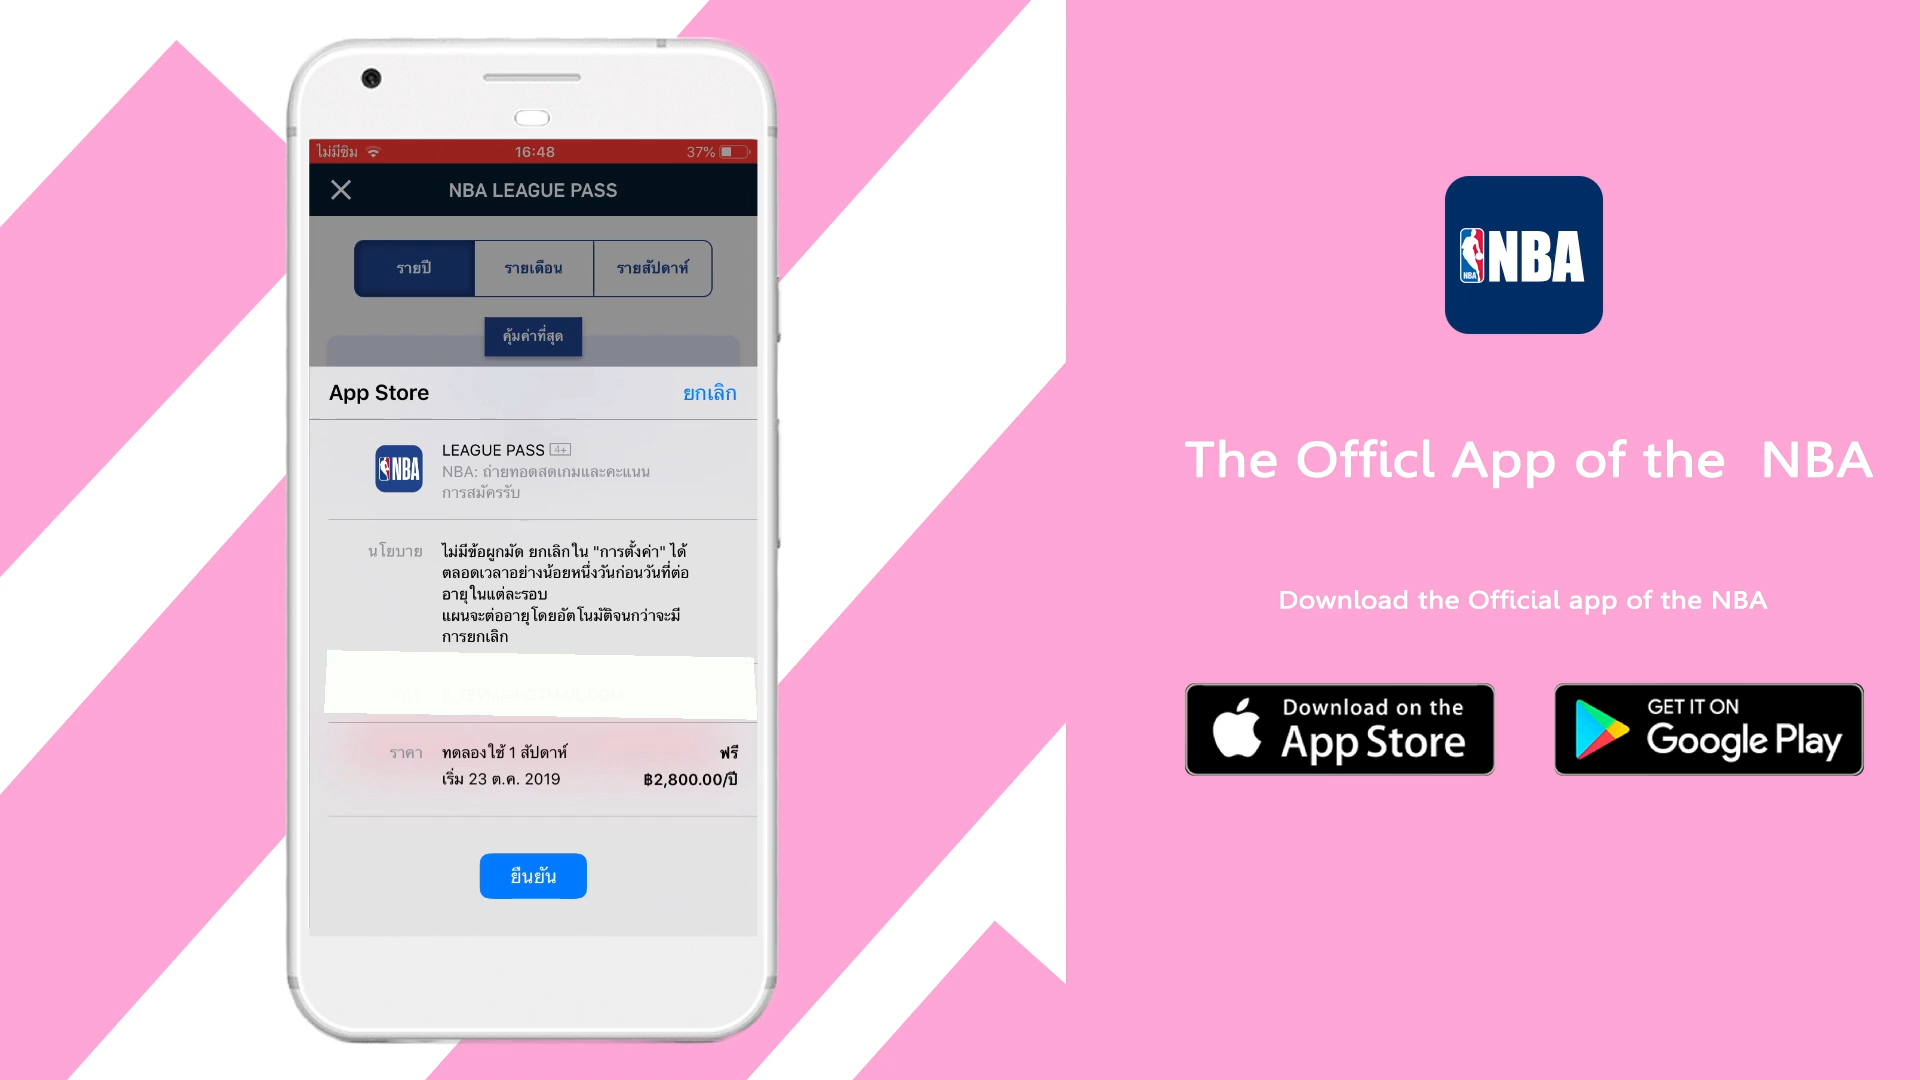 ไม่มีซิม
16:48
37%
NBA LEAGUE PASS
รายปี
รายเดือน
รายสัปดาห์
คุ้มค่าที่สุด
App Store
ยกเลิก
NBA
LEAGUE PASS 4+
NBA: ถ่ายทอดสดเกมและคะแนน
การสมัครรับ
นโยบาย
ไม่มีข้อผูกมัด ยกเลิกใน "การตั้งค่า" ได้
ตลอดเวลาอย่างน้อยหนึ่งวันก่อนวันที่ต่อ
อายุในแต่ละรอบ
แผนจะต่ออายุโดยอัตโนมัติจนกว่าจะมี
การยกเลิก
ราคา
ทดลองใช้ 1 สัปดาห์ ฟรี
เริ่ม 23 ต.ค. 2019 ฿2,800.00/ปี
ยืนยัน
NBA NBA
The Officl App of the NBA
Download the Official app of the NBA
Download on the
App Store
GET IT ON
Google Play